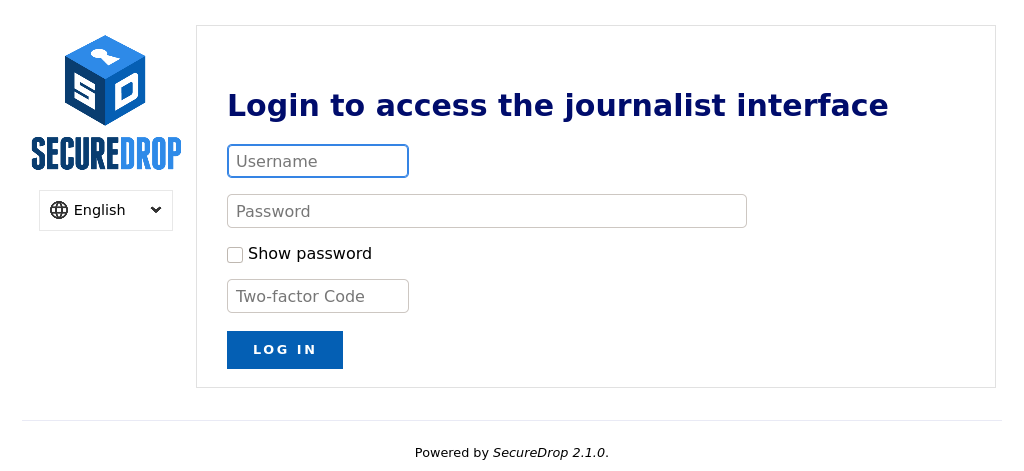 SD
SECUREDROP
English
Login to access the journalist interface
Username
Password
Show password
Two-factor Code
LOG IN
Powered by SecureDrop 2.1.0.